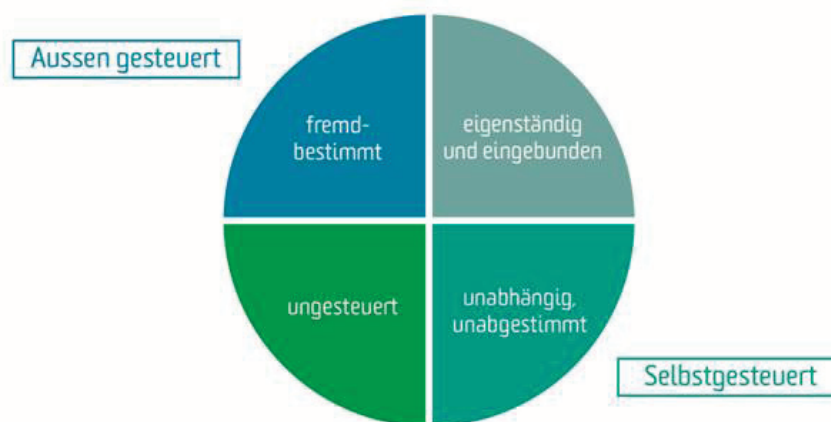 Aussen gesteuert
fremd-
bestimmt
eigenständig
und eingebunden
ungesteuert
unabhängig,
unabgestimmt
Selbstgesteuert